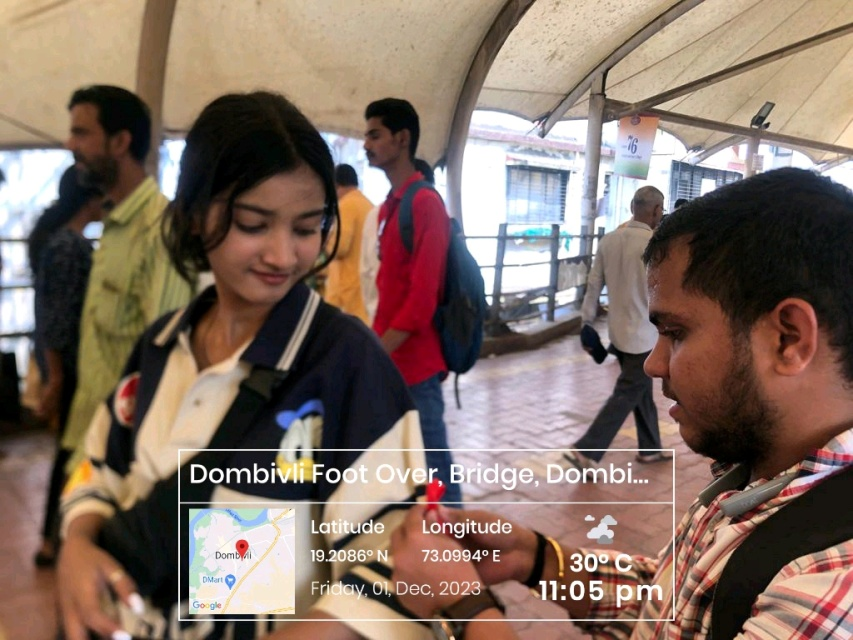 76
Dombivli Foot Over, Bridge, Dombi...
Latitude
Longitude
19.2086° N
73.0994° E
Friday, 01, Dec, 2023
30° C
11:05 pm
Dombivli
DMart
Google